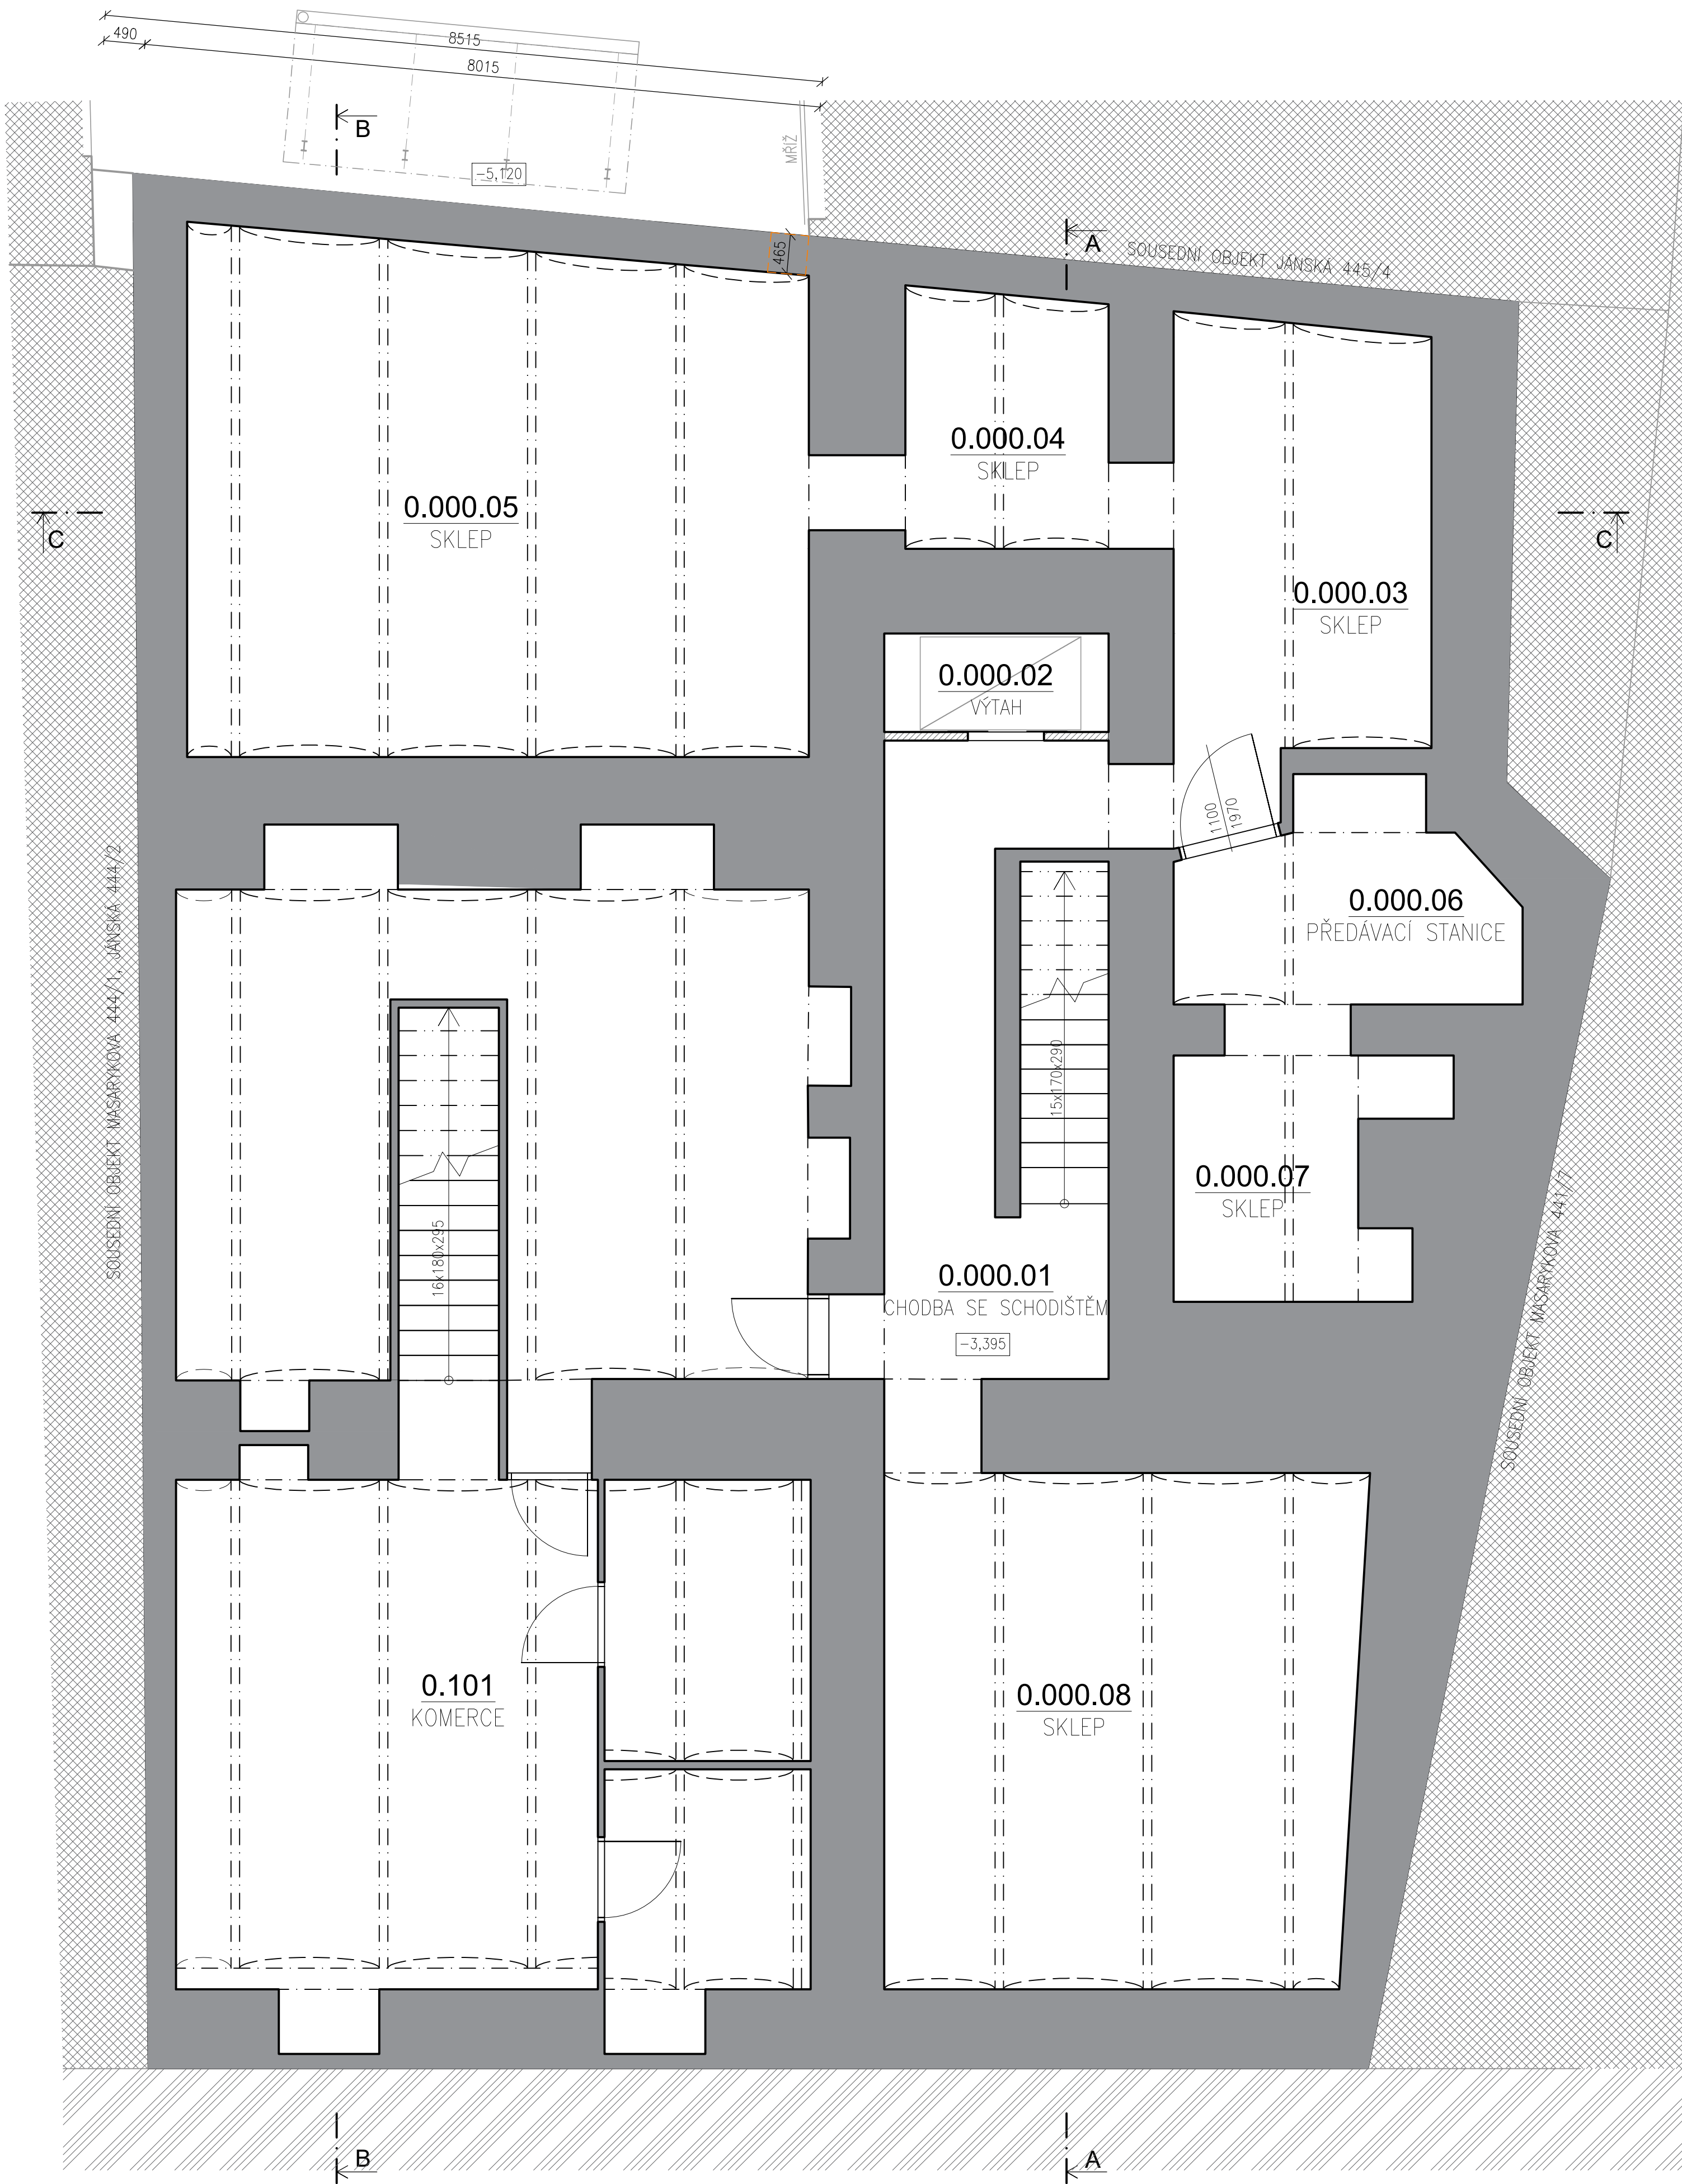 490
8515
8015
B
MŘÍŽ
-5,120
465
A
SOUSEDNÍ OBJEKT JÁNSKÁ 445/4
0.000.04
SKLEP
0.000.05
SKLEP
C
C
0.000.03
SKLEP
0.000.02
VÝTAH
1100
1970
SOUSEDNÍ OBJEKT MASARYKOVA 444/1, JÁNSKÁ 444/2
0.000.06
PŘEDÁVACÍ STANICE
15x170x290
0.000.07
SKLEP
16x180x295
0.000.01
CHODBA SE SCHODIŠTĚM
-3,395
SOUSEDNÍ OBJEKT MASARYKOVA 441/7
0.101
KOMERCE
0.000.08
SKLEP
B
A